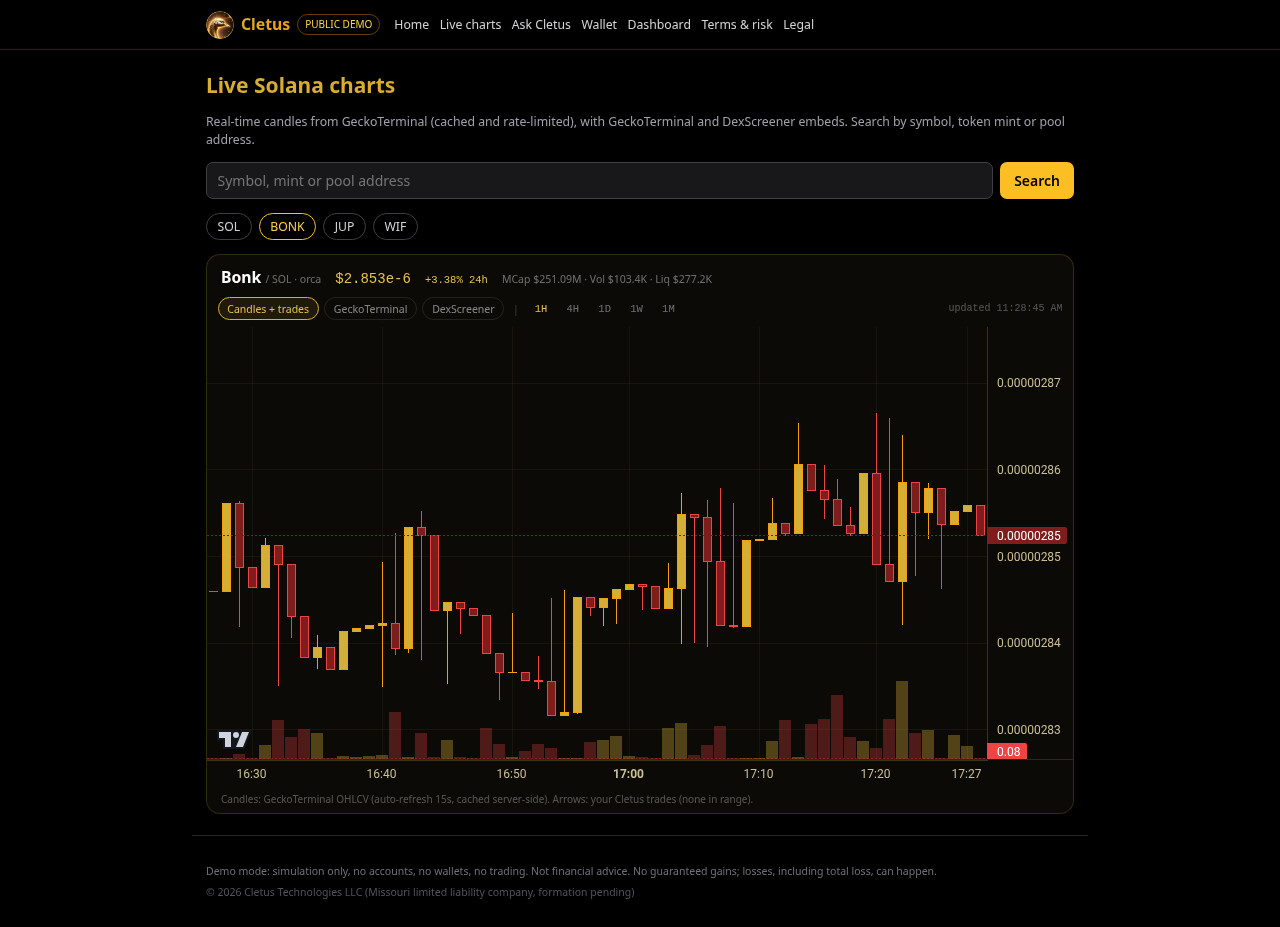 Cletus PUBLIC DEMO Home Live charts Ask Cletus Wallet Dashboard Terms & risk Legal
Live Solana charts
Real-time candles from GeckoTerminal (cached and rate-limited), with GeckoTerminal and DexScreener embeds. Search by symbol, token mint or pool
address.
Symbol, mint or pool address Search
SOL BONK JUP WIF
Bonk / SOL · orca $2.853e-6 +3.38% 24h MCap $251.09M · Vol $103.4K · Liq $277.2K
Candles + trades GeckoTerminal DexScreener | 1H 4H 1D 1W 1M updated 11:28:45 AM
0.00000287
0.00000286
0.00000285
0.00000285
0.00000284
0.00000283
0.08
16:30 16:40 16:50 17:00 17:10 17:20 17:27
Candles: GeckoTerminal OHLCV (auto-refresh 15s, cached server-side). Arrows: your Cletus trades (none in range).
Demo mode: simulation only, no accounts, no wallets, no trading. Not financial advice. No guaranteed gains; losses, including total loss, can happen.
© 2026 Cletus Technologies LLC (Missouri limited liability company, formation pending)